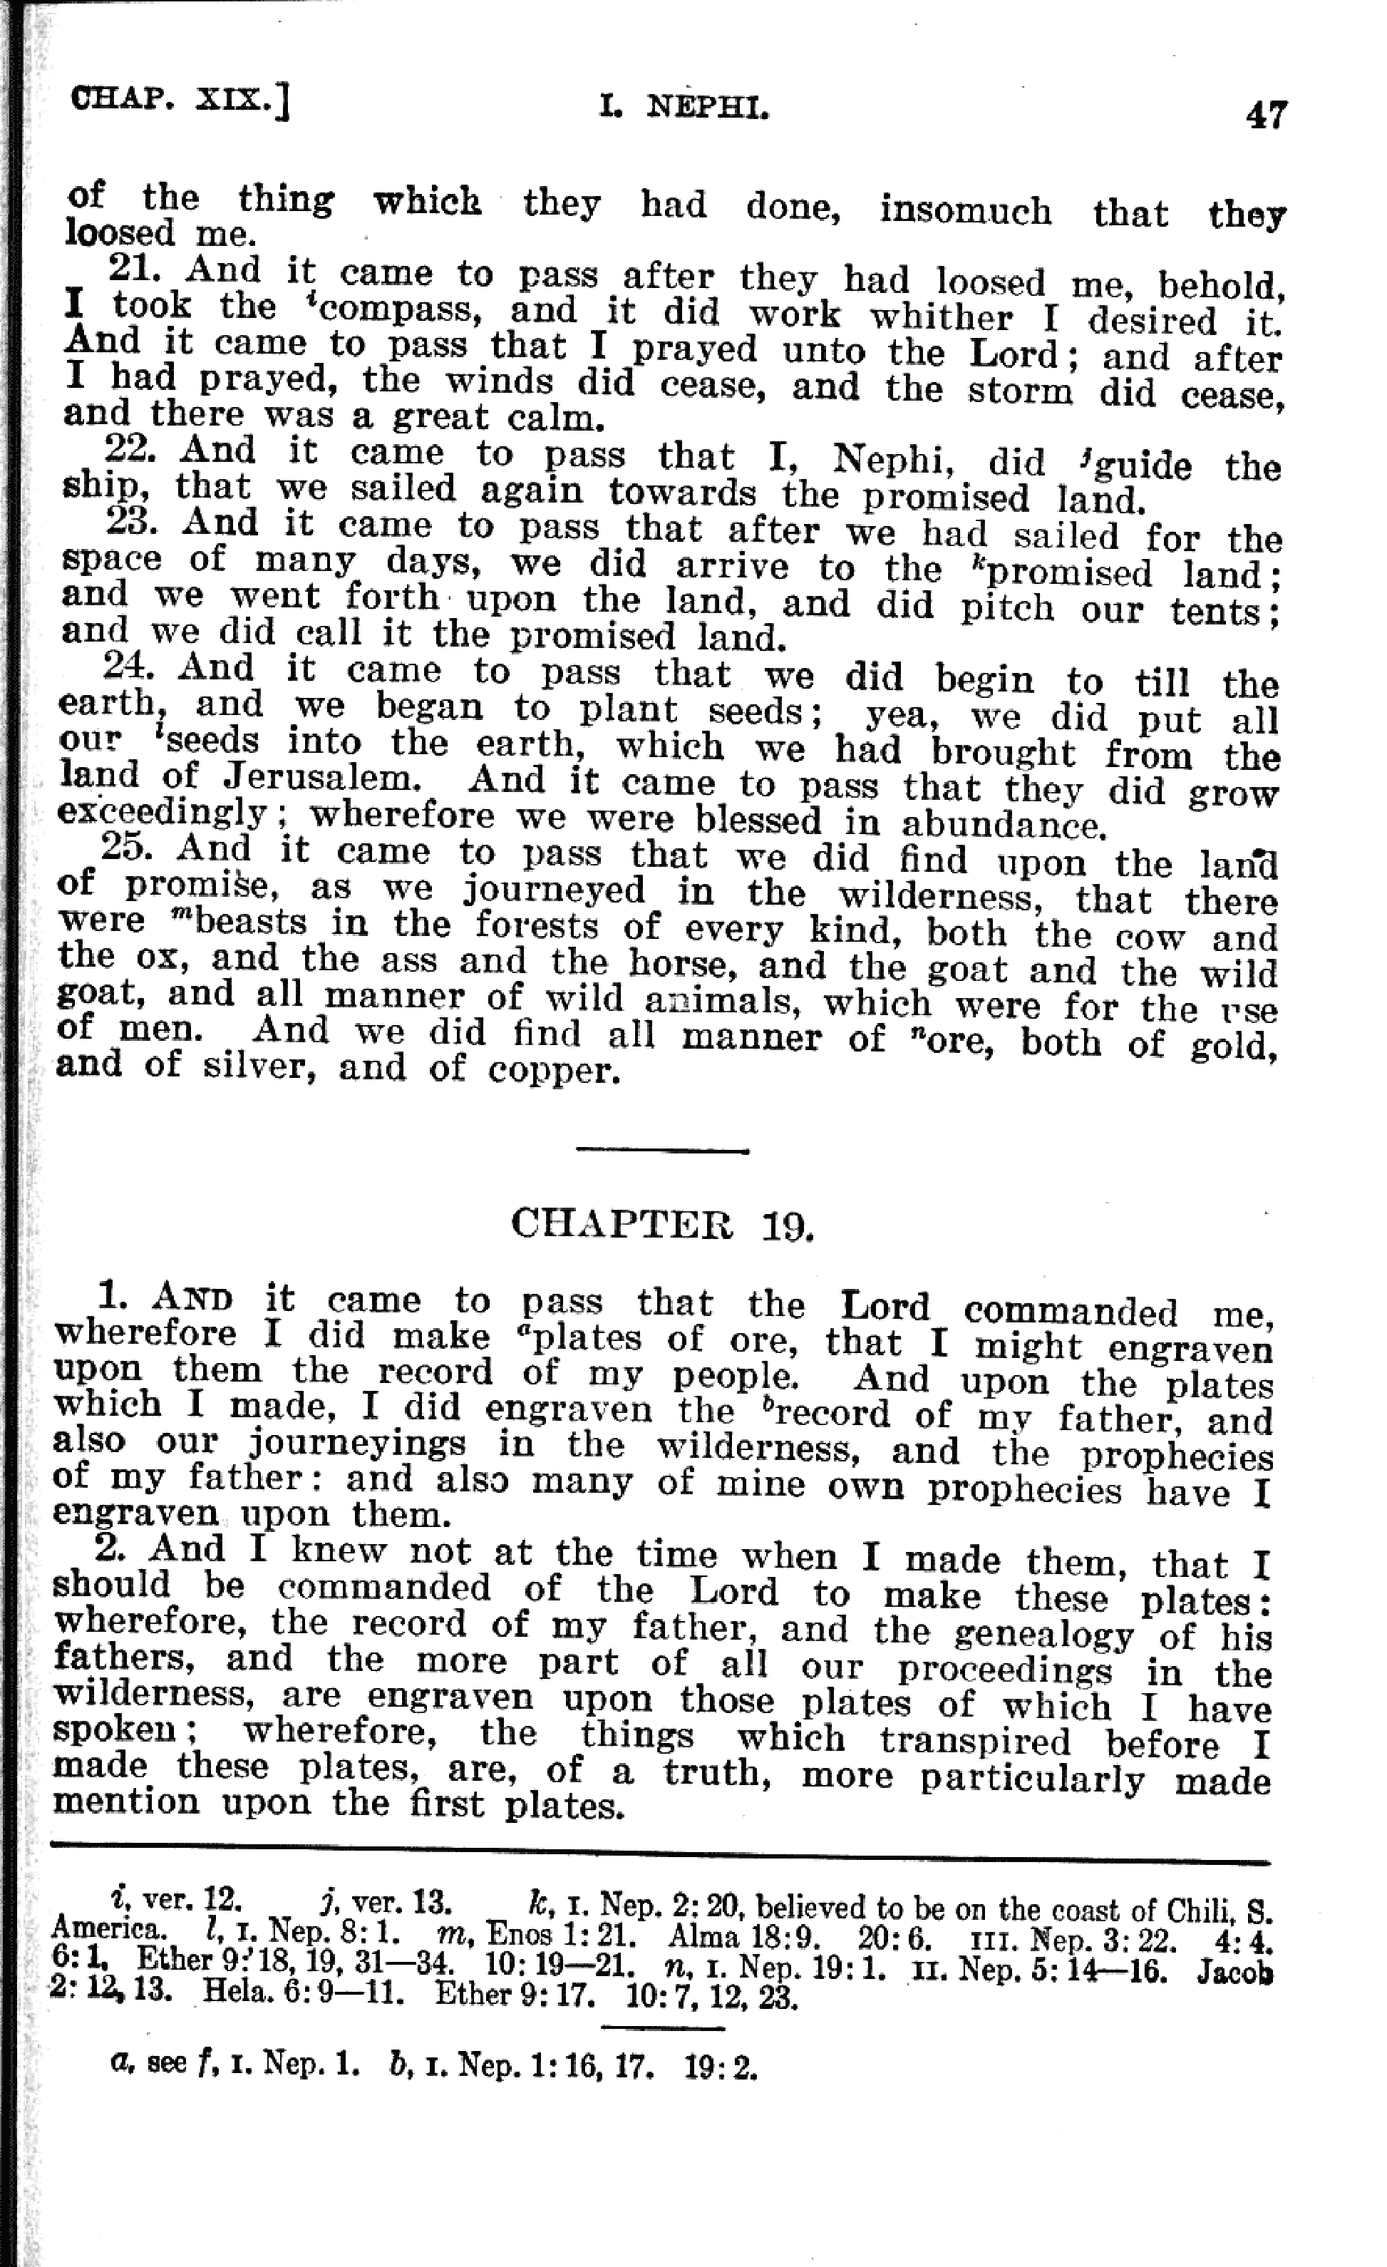 CHAP. XIX.] I. NEPHI. 47
of the thing which they had done, insomuch that they
loosed me.
21. And it came to pass after they had loosed me, behold,
I took the ⁱcompass, and it did work whither I desired it.
And it came to pass that I prayed unto the Lord; and after
I had prayed, the winds did cease, and the storm did cease,
and there was a great calm.
22. And it came to pass that I, Nephi, did ʲguide the
ship, that we sailed again towards the promised land.
23. And it came to pass that after we had sailed for the
space of many days, we did arrive to the ᵏpromised land;
and we went forth upon the land, and did pitch our tents;
and we did call it the promised land.
24. And it came to pass that we did begin to till the
earth, and we began to plant seeds; yea, we did put all
our ˡseeds into the earth, which we had brought from the
land of Jerusalem. And it came to pass that they did grow
exceedingly; wherefore we were blessed in abundance.
25. And it came to pass that we did find upon the land
of promise, as we journeyed in the wilderness, that there
were ᵐbeasts in the forests of every kind, both the cow and
the ox, and the ass and the horse, and the goat and the wild
goat, and all manner of wild animals, which were for the use
of men. And we did find all manner of ⁿore, both of gold,
and of silver, and of copper.
CHAPTER 19.
1. AND it came to pass that the Lord commanded me,
wherefore I did make ᵃplates of ore, that I might engraven
upon them the record of my people. And upon the plates
which I made, I did engraven the ᵇrecord of my father, and
also our journeyings in the wilderness, and the prophecies
of my father: and also many of mine own prophecies have I
engraven upon them.
2. And I knew not at the time when I made them, that I
should be commanded of the Lord to make these plates:
wherefore, the record of my father, and the genealogy of his
fathers, and the more part of all our proceedings in the
wilderness, are engraven upon those plates of which I have
spoken; wherefore, the things which transpired before I
made these plates, are, of a truth, more particularly made
mention upon the first plates.
i, ver. 12. j, ver. 13. k, I. Nep. 2: 20, believed to be on the coast of Chili, S.
America. l, I. Nep. 8: 1. m, Enos 1: 21. Alma 18: 9. 20: 6. III. Nep. 3: 22. 4: 4.
6: 1. Ether 9: 18, 19, 31—34. 10: 19—21. n, I. Nep. 19: 1. II. Nep. 5: 14—16. Jacob
2: 12, 13. Hela. 6: 9—11. Ether 9: 17. 10: 7, 12, 23.
a, see f, I. Nep. 1. b, I. Nep. 1: 16, 17. 19: 2.